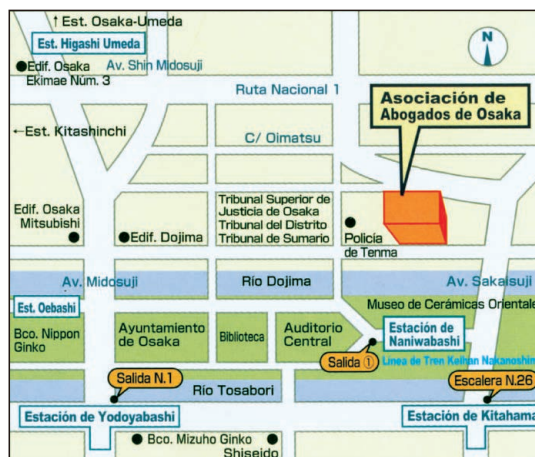 ↑Est. Osaka-Umeda
Est. Higashi Umeda
Edif. Osaka
Ekimae Núm. 3
Av. Shin Midosuji
N
Ruta Nacional 1
Asociación de
Abogados de Osaka
←Est. Kitashinchi
C/ Oimatsu
Edif. Osaka
Mitsubishi
Edif. Dojima
Tribunal Superior de
Justicia de Osaka
Tribunal del Distrito
Tribunal de Sumario
Policía
de Tenma
Av. Midosuji
Río Dojima
Av. Sakaisuji
Est. Oebashi
Museo de Cerámicas Orientale
Bco. Nippon
Ginko
Ayuntamiento
de Osaka
Biblioteca
Auditorio
Central
Estación de
Naniwabashi
Salida ①
Línea de Tren Keihan Nakanoshim
Salida N.1
Río Tosabori
Escalera N.26
Estación de Yodoyabashi
Estación de Kitahama
Bco. Mizuho Ginko
Shiseido